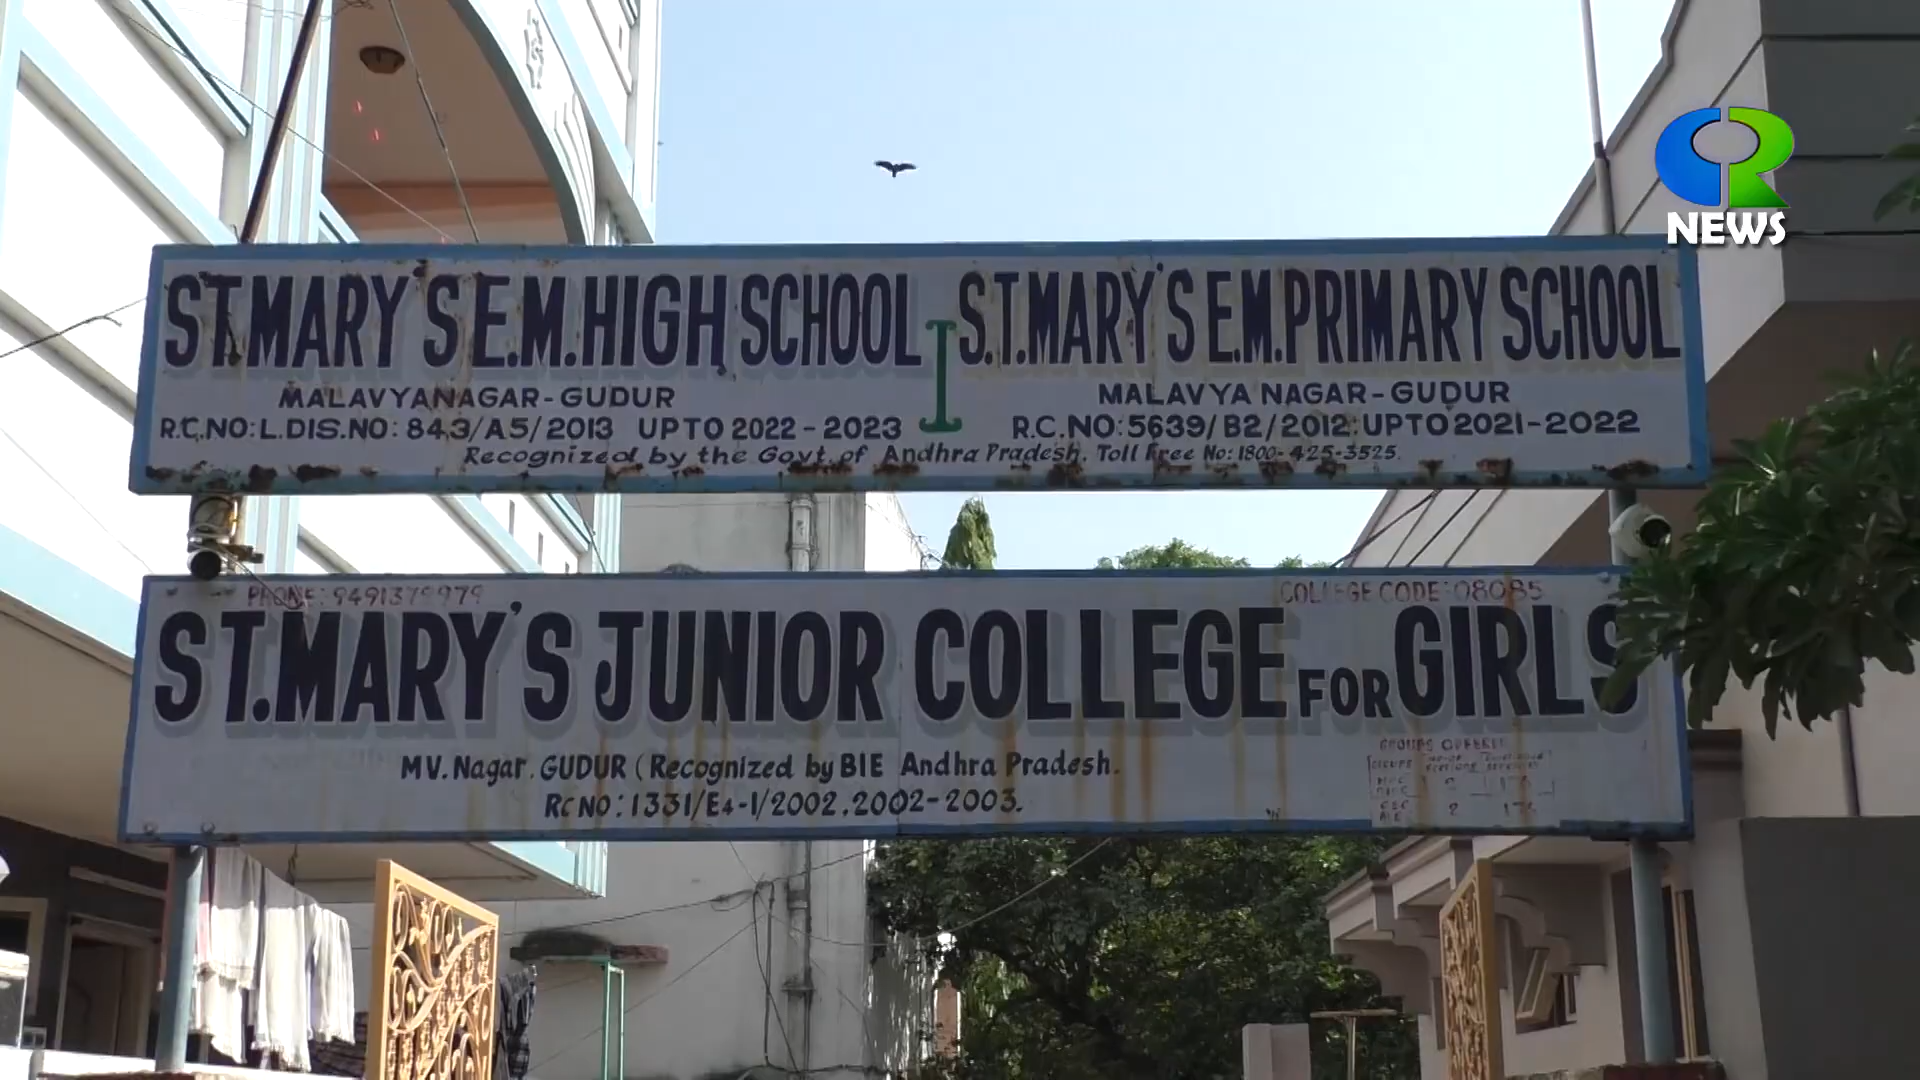 ST.MARY'S E.M.HIGH SCHOOL
MALAVYANAGAR-GUDUR
R.C.NO:L.DIS.NO: 843/A5/2013 UPTO 2022-2023
S.T.MARY'S E.M.PRIMARY SCHOOL
MALAVYA NAGAR-GUDUR
R.C.NO:5639/B2/2012:UPTO 2021-2022
Recognized by the Govt. of Andhra Pradesh. Toll Free No: 1800-425-3525.
PHONE: 9491379979
COLLEGE CODE:08085
ST.MARY'S JUNIOR COLLEGE FOR GIRLS
MV.Nagar. GUDUR (Recognized by BIE Andhra Pradesh.
RC NO:1331/E4-1/2002.2002-2003.
GROUPS OFFERED
CR
NEWS